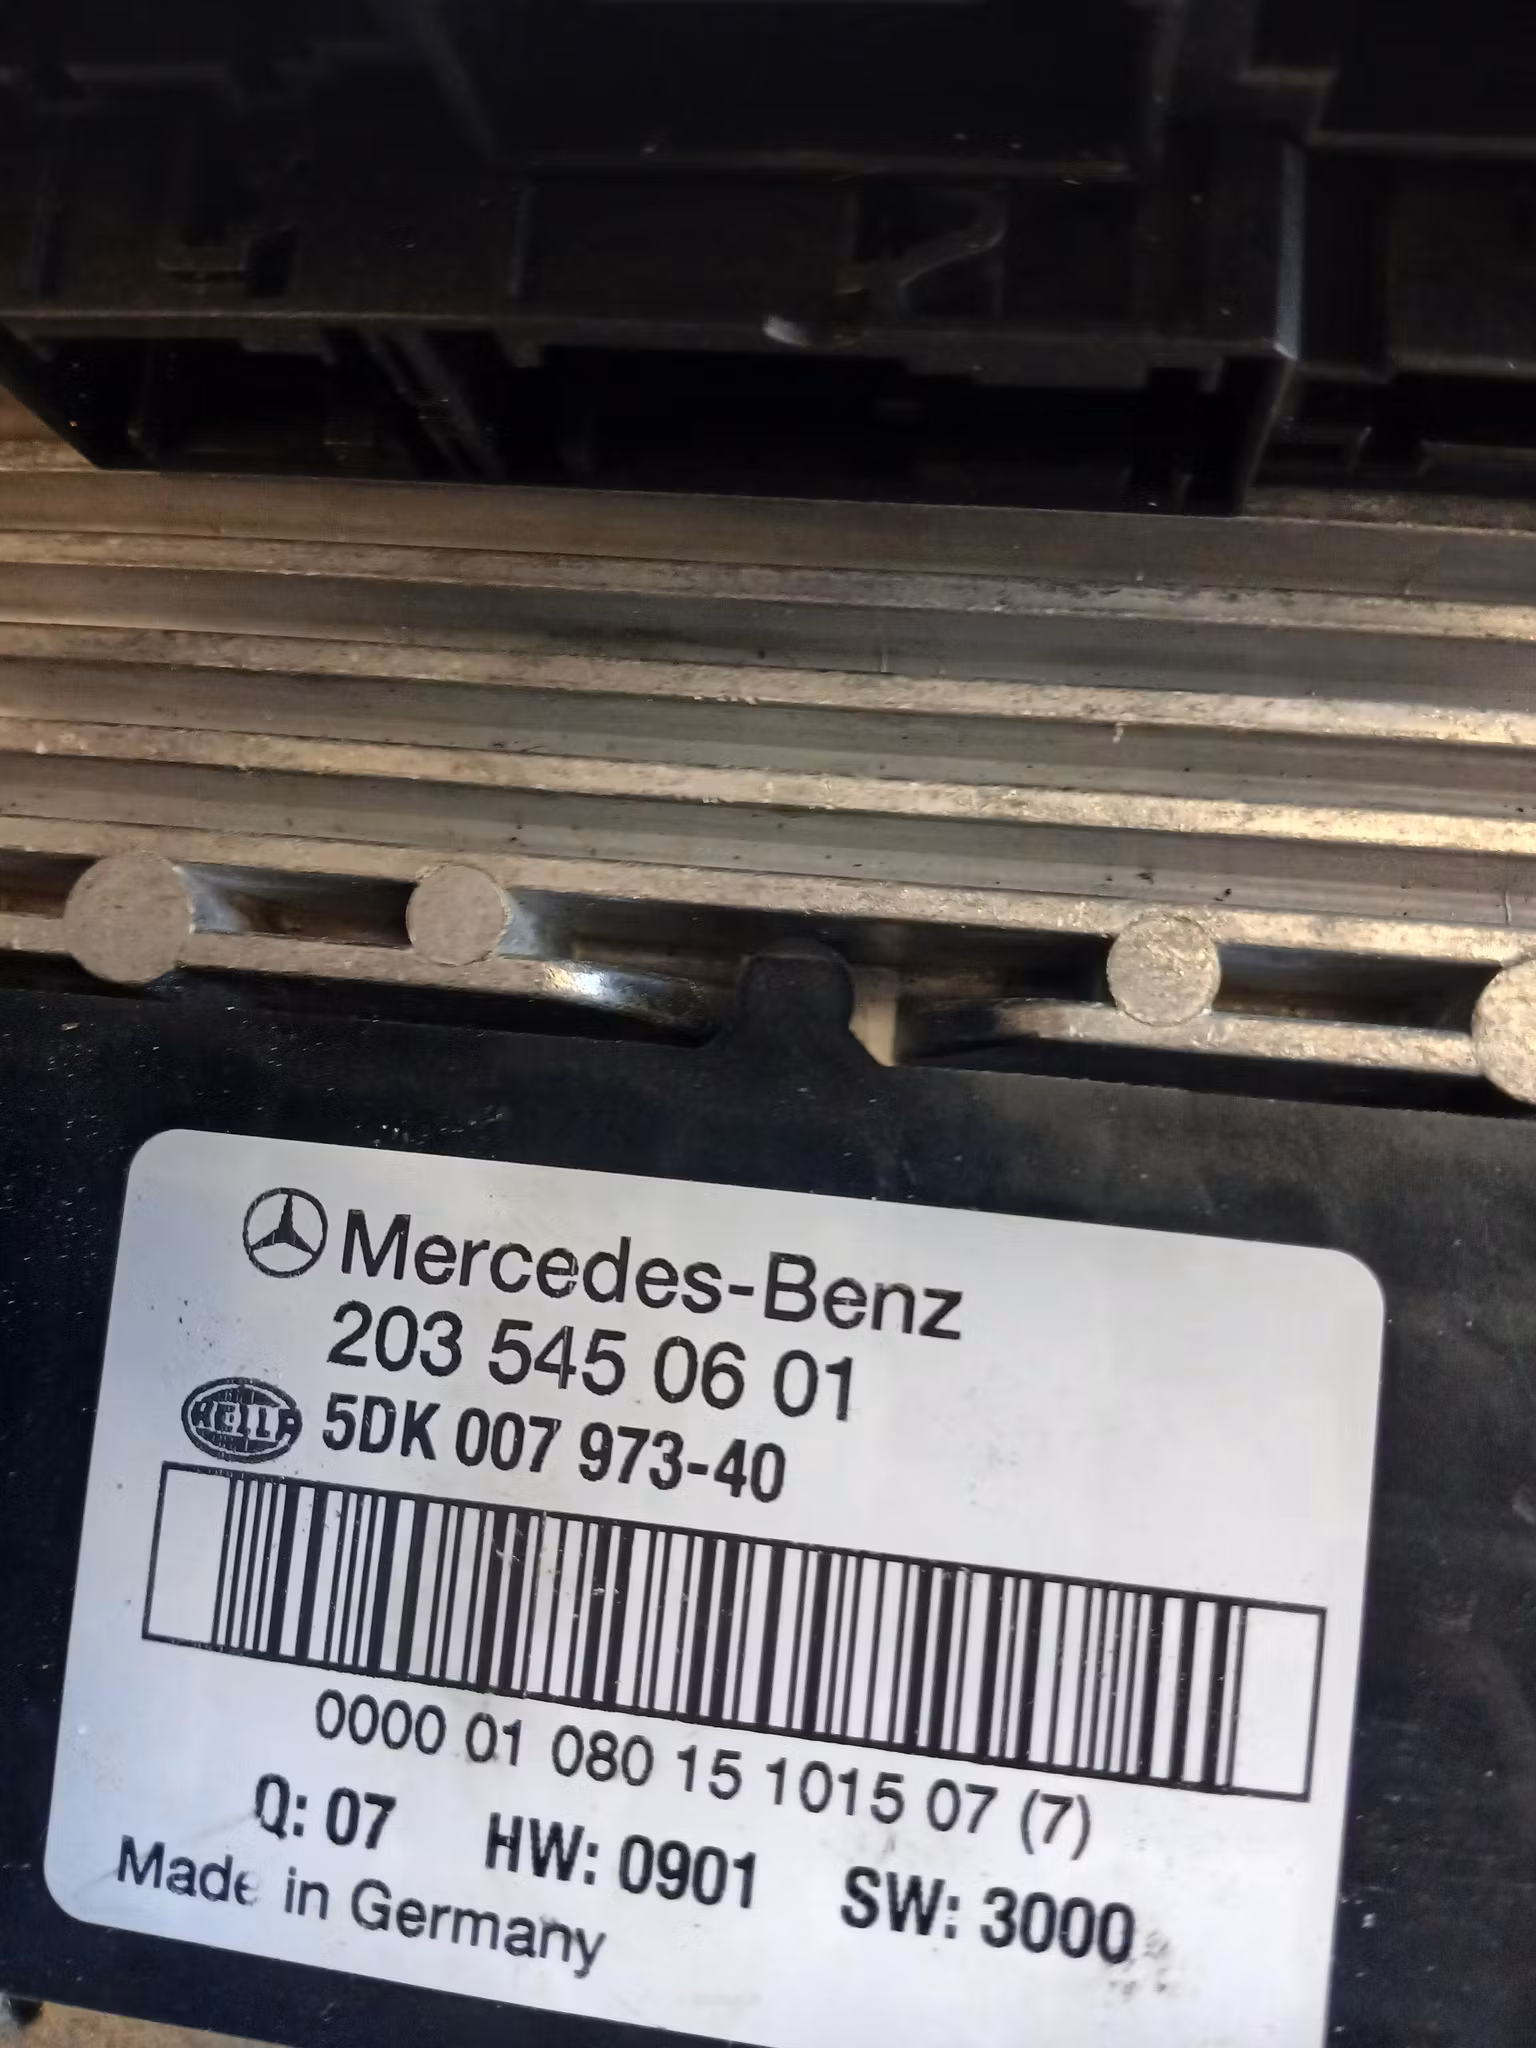 Mercedes-Benz
203 545 06 01
HELLA 5DK 007 973-40
0000 01 080 15 1015 07 (7)
Q: 07 HW: 0901 SW: 3000
Made in Germany